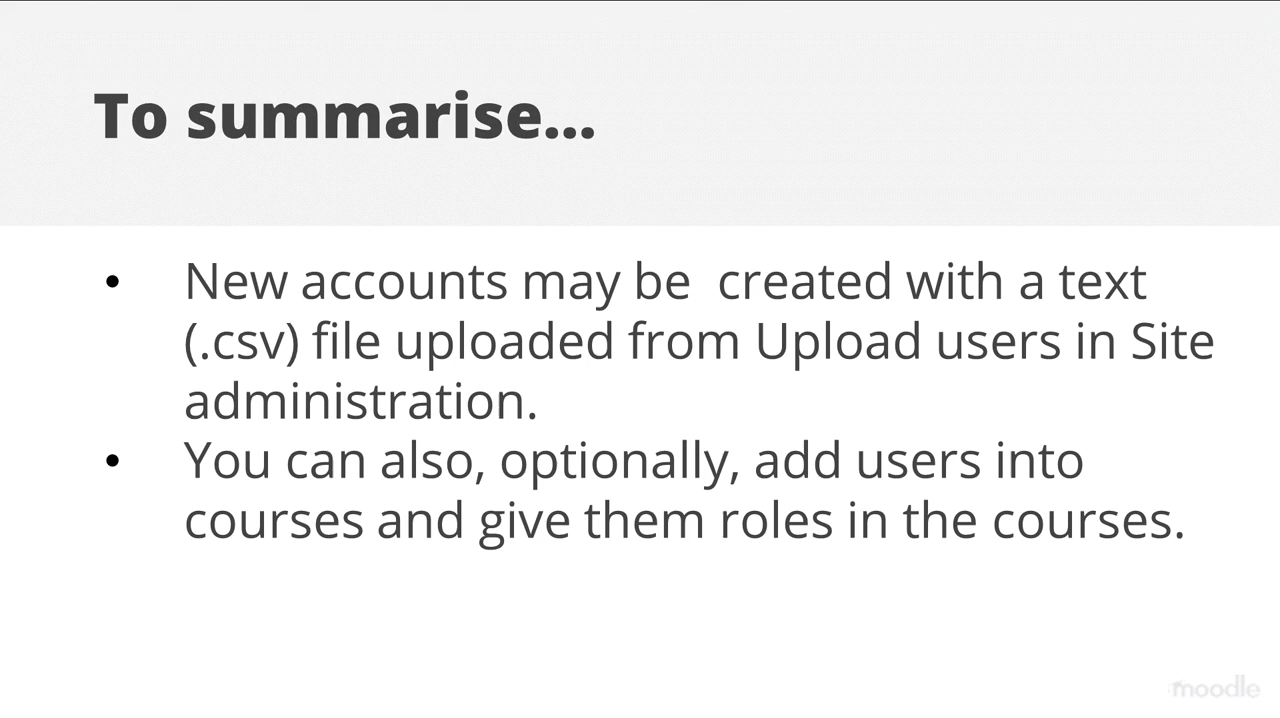 To summarise...
• New accounts may be  created with a text
(.csv) file uploaded from Upload users in Site
administration.
• You can also, optionally, add users into
courses and give them roles in the courses.
moodle